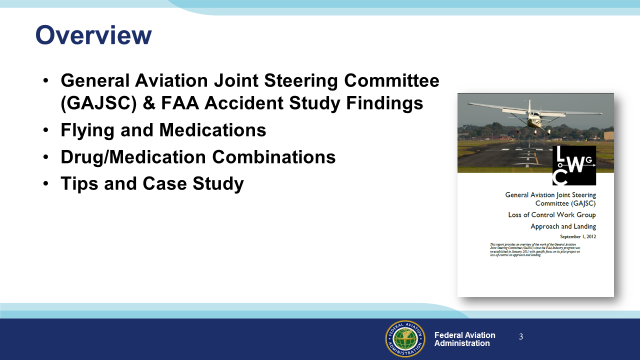 Overview
• General Aviation Joint Steering Committee
(GAJSC) & FAA Accident Study Findings
• Flying and Medications
• Drug/Medication Combinations
• Tips and Case Study
L
O
C
WG
General Aviation Joint Steering
Committee (GAJSC)
Loss of Control Work Group
Approach and Landing
September 1, 2012
Federal Aviation
Administration
3